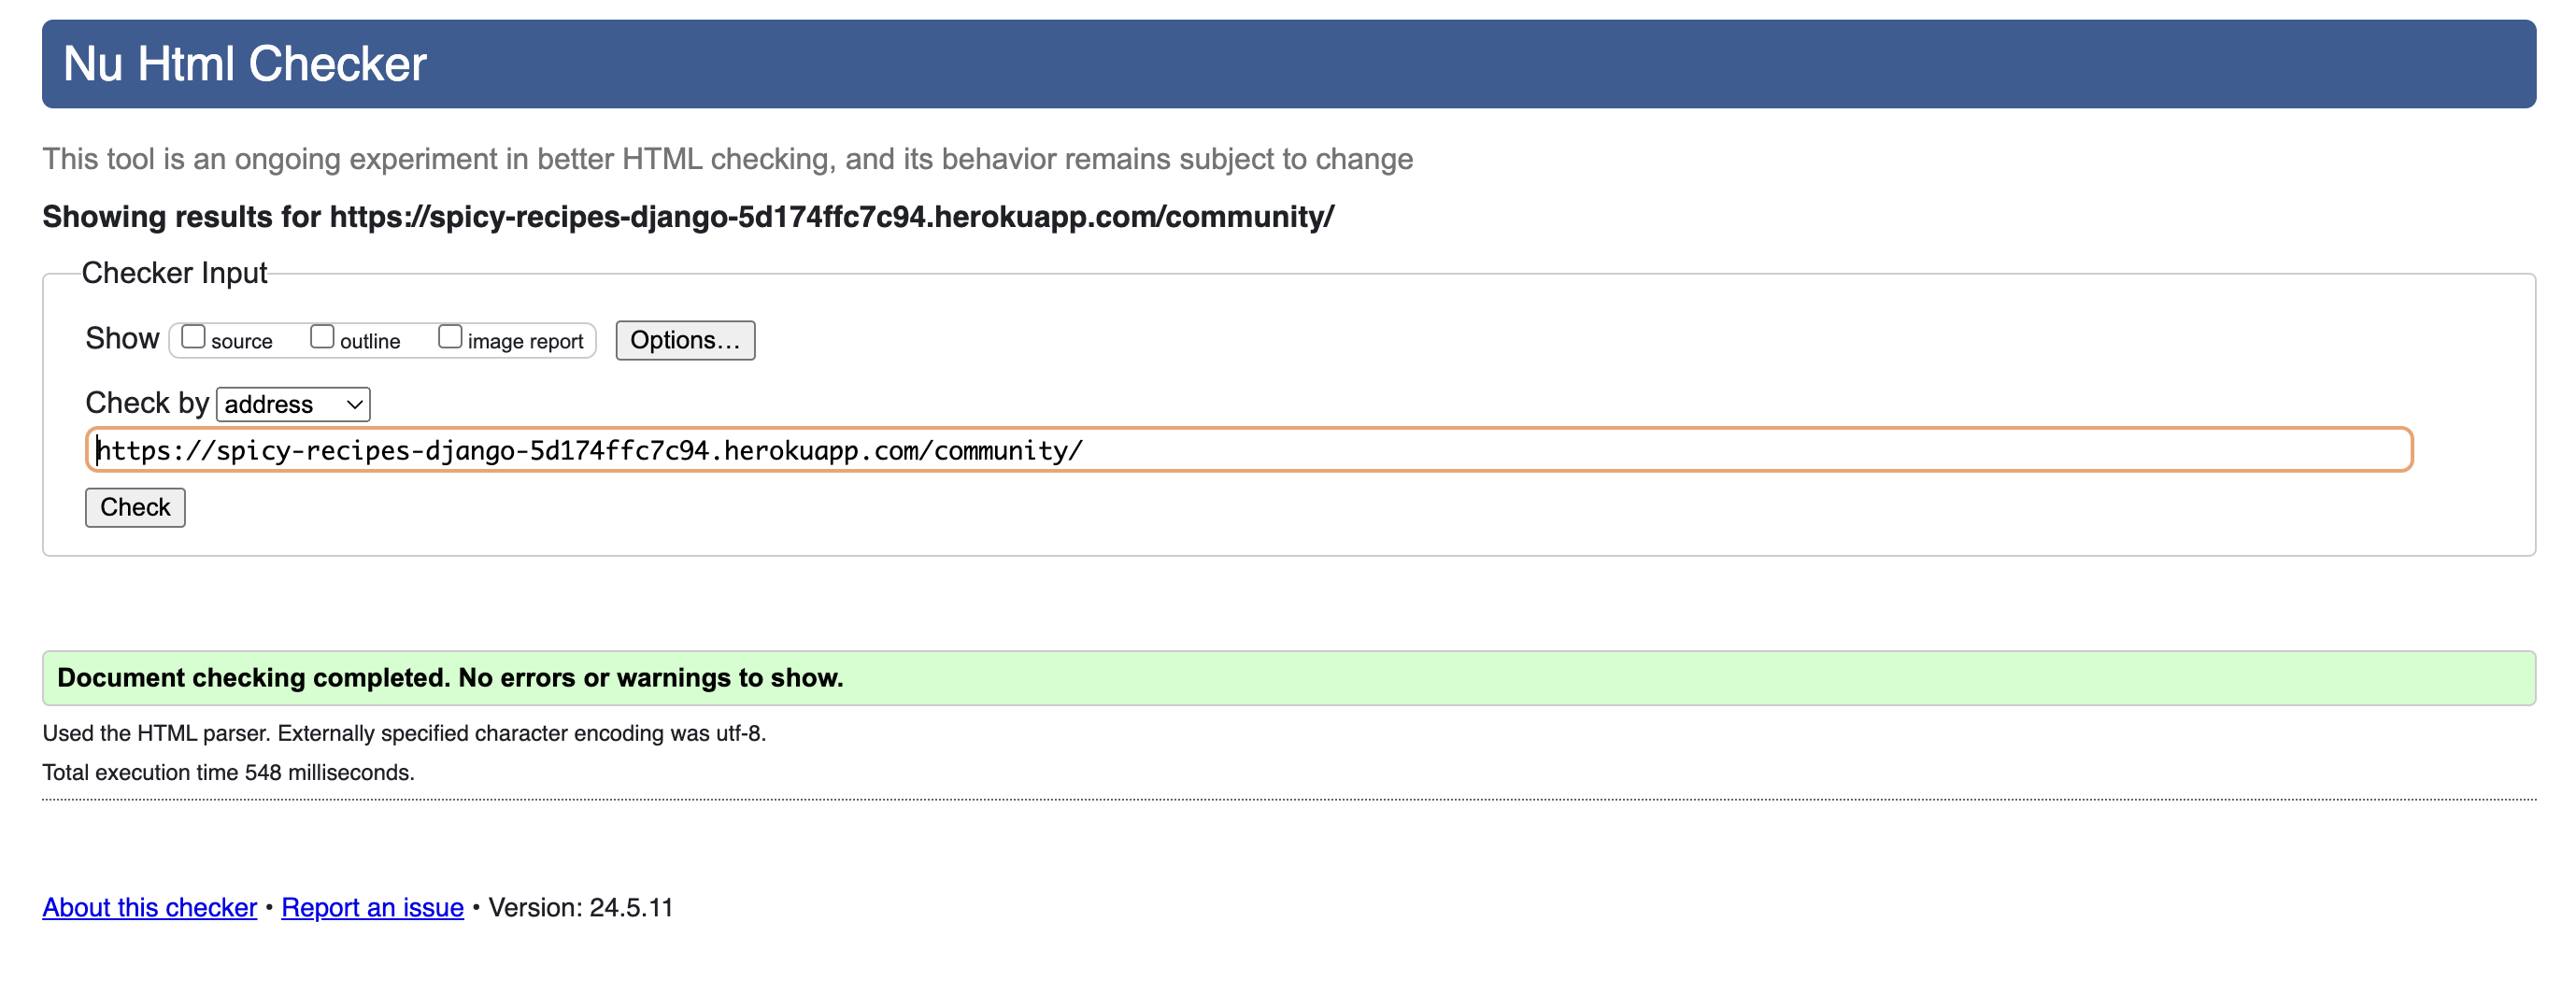 Nu Html Checker
This tool is an ongoing experiment in better HTML checking, and its behavior remains subject to change
Showing results for https://spicy-recipes-django-5d174ffc7c94.herokuapp.com/community/
Checker Input
Show source outline image report Options...
Check by address
https://spicy-recipes-django-5d174ffc7c94.herokuapp.com/community/
Check
Document checking completed. No errors or warnings to show.
Used the HTML parser. Externally specified character encoding was utf-8.
Total execution time 548 milliseconds.
About this checker • Report an issue • Version: 24.5.11